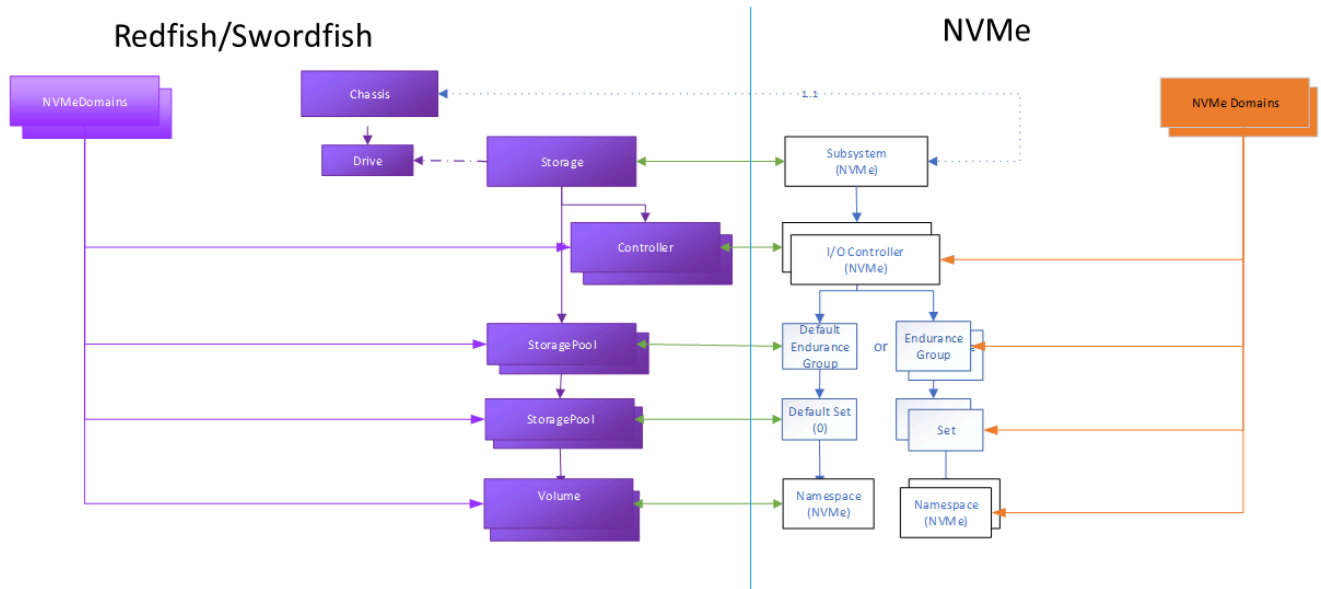 Redfish/Swordfish
NVMe
NVMeDomains
Chassis
1..1
NVMe Domains
Drive
Storage
Subsystem
(NVMe)
Controller
I/O Controller
(NVMe)
StoragePool
Default
Endurance
Group
or
Endurance
Group
StoragePool
Default Set
(0)
Set
Volume
Namespace
(NVMe)
Namespace
(NVMe)